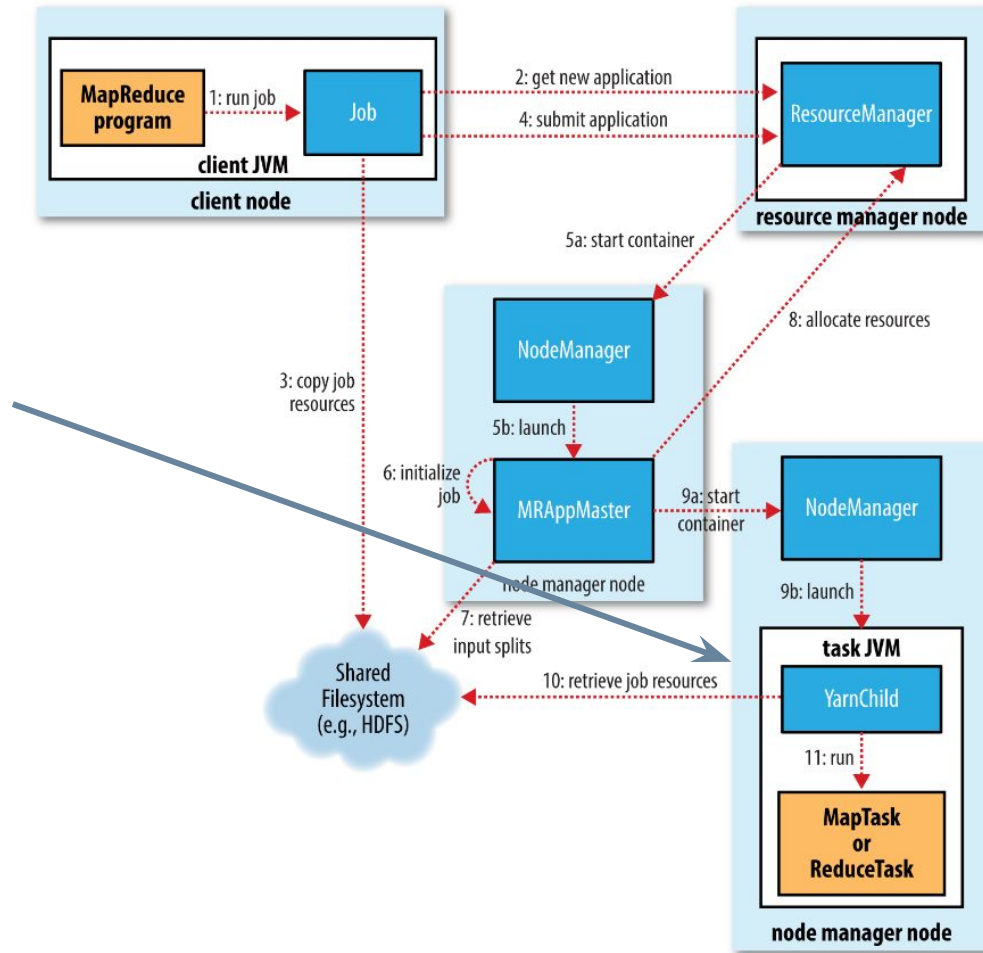 MapReduce
program
1: run job
Job
client JVM
client node
2: get new application
4: submit application
ResourceManager
resource manager node
5a: start container
8: allocate resources
3: copy job
resources
NodeManager
5b: launch
6: initialize
job
MRAppMaster
node manager node
9a: start
container
7: retrieve
input splits
Shared
Filesystem
(e.g., HDFS)
10: retrieve job resources
NodeManager
9b: launch
task JVM
YarnChild
11: run
MapTask
or
ReduceTask
node manager node